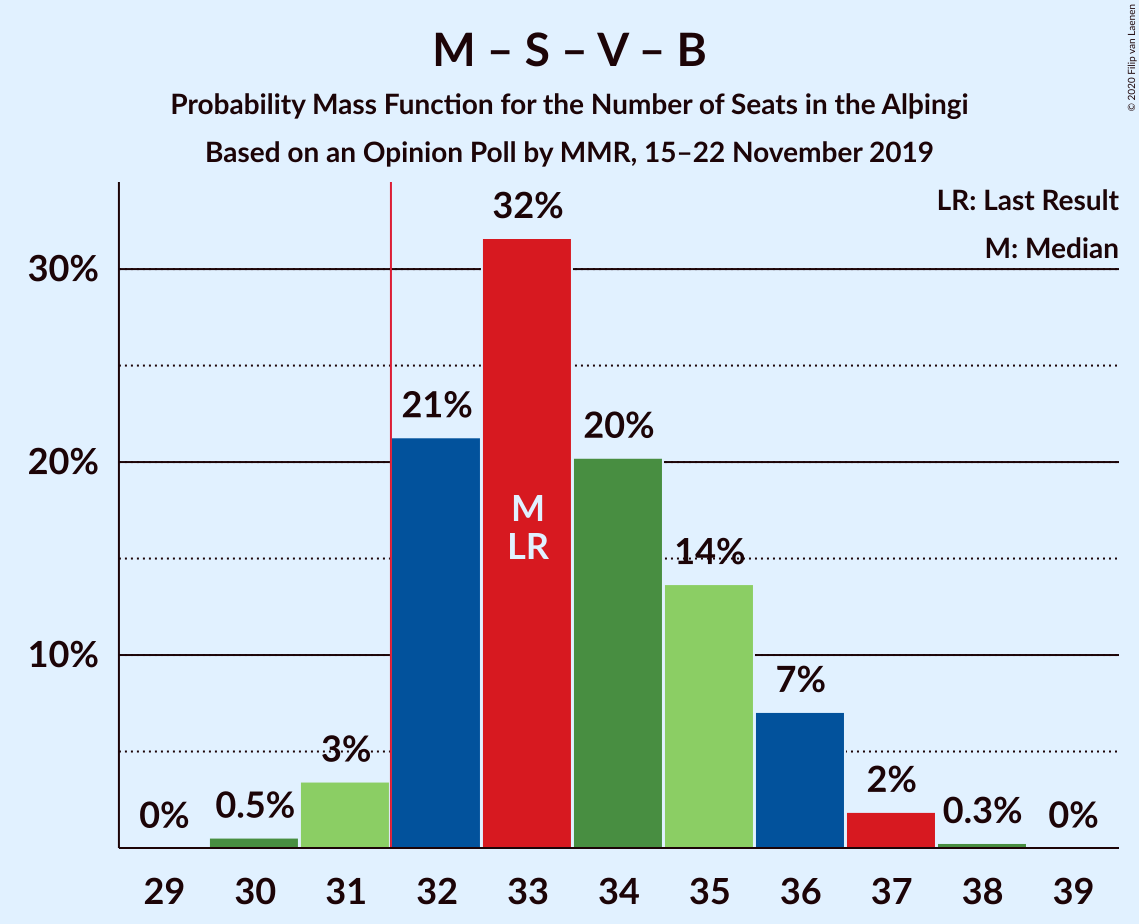 M – S – V – B
Probability Mass Function for the Number of Seats in the Alþingi
Based on an Opinion Poll by MMR, 15–22 November 2019
© 2020 Filip van Laenen
LR: Last Result
M: Median
30%
20%
10%
0%
0.5%
3%
21%
32%
20%
14%
7%
2%
0.3%
0%
M
LR
29 30 31 32 33 34 35 36 37 38 39